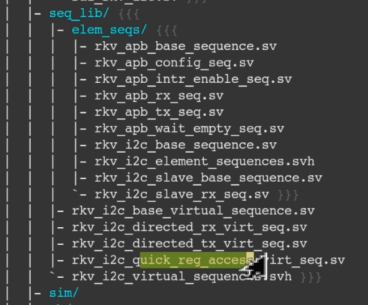 - seq_lib/ {{{
- elem_seqs/ {{{
|- rkv_apb_base_sequence.sv
|- rkv_apb_config_seq.sv
|- rkv_apb_intr_enable_seq.sv
|- rkv_apb_rx_seq.sv
|- rkv_apb_tx_seq.sv
|- rkv_apb_wait_empty_seq.sv
|- rkv_i2c_base_sequence.sv
|- rkv_i2c_element_sequences.svh
|- rkv_i2c_slave_base_sequence.sv
`- rkv_i2c_slave_rx_seq.sv }}}
|- rkv_i2c_base_virtual_sequence.sv
|- rkv_i2c_directed_rx_virt_seq.sv
|- rkv_i2c_directed_tx_virt_seq.sv
|- rkv_i2c_quick_reg_access_virt_seq.sv
`- rkv_i2c_virtual_sequences.svh }}}
- sim/